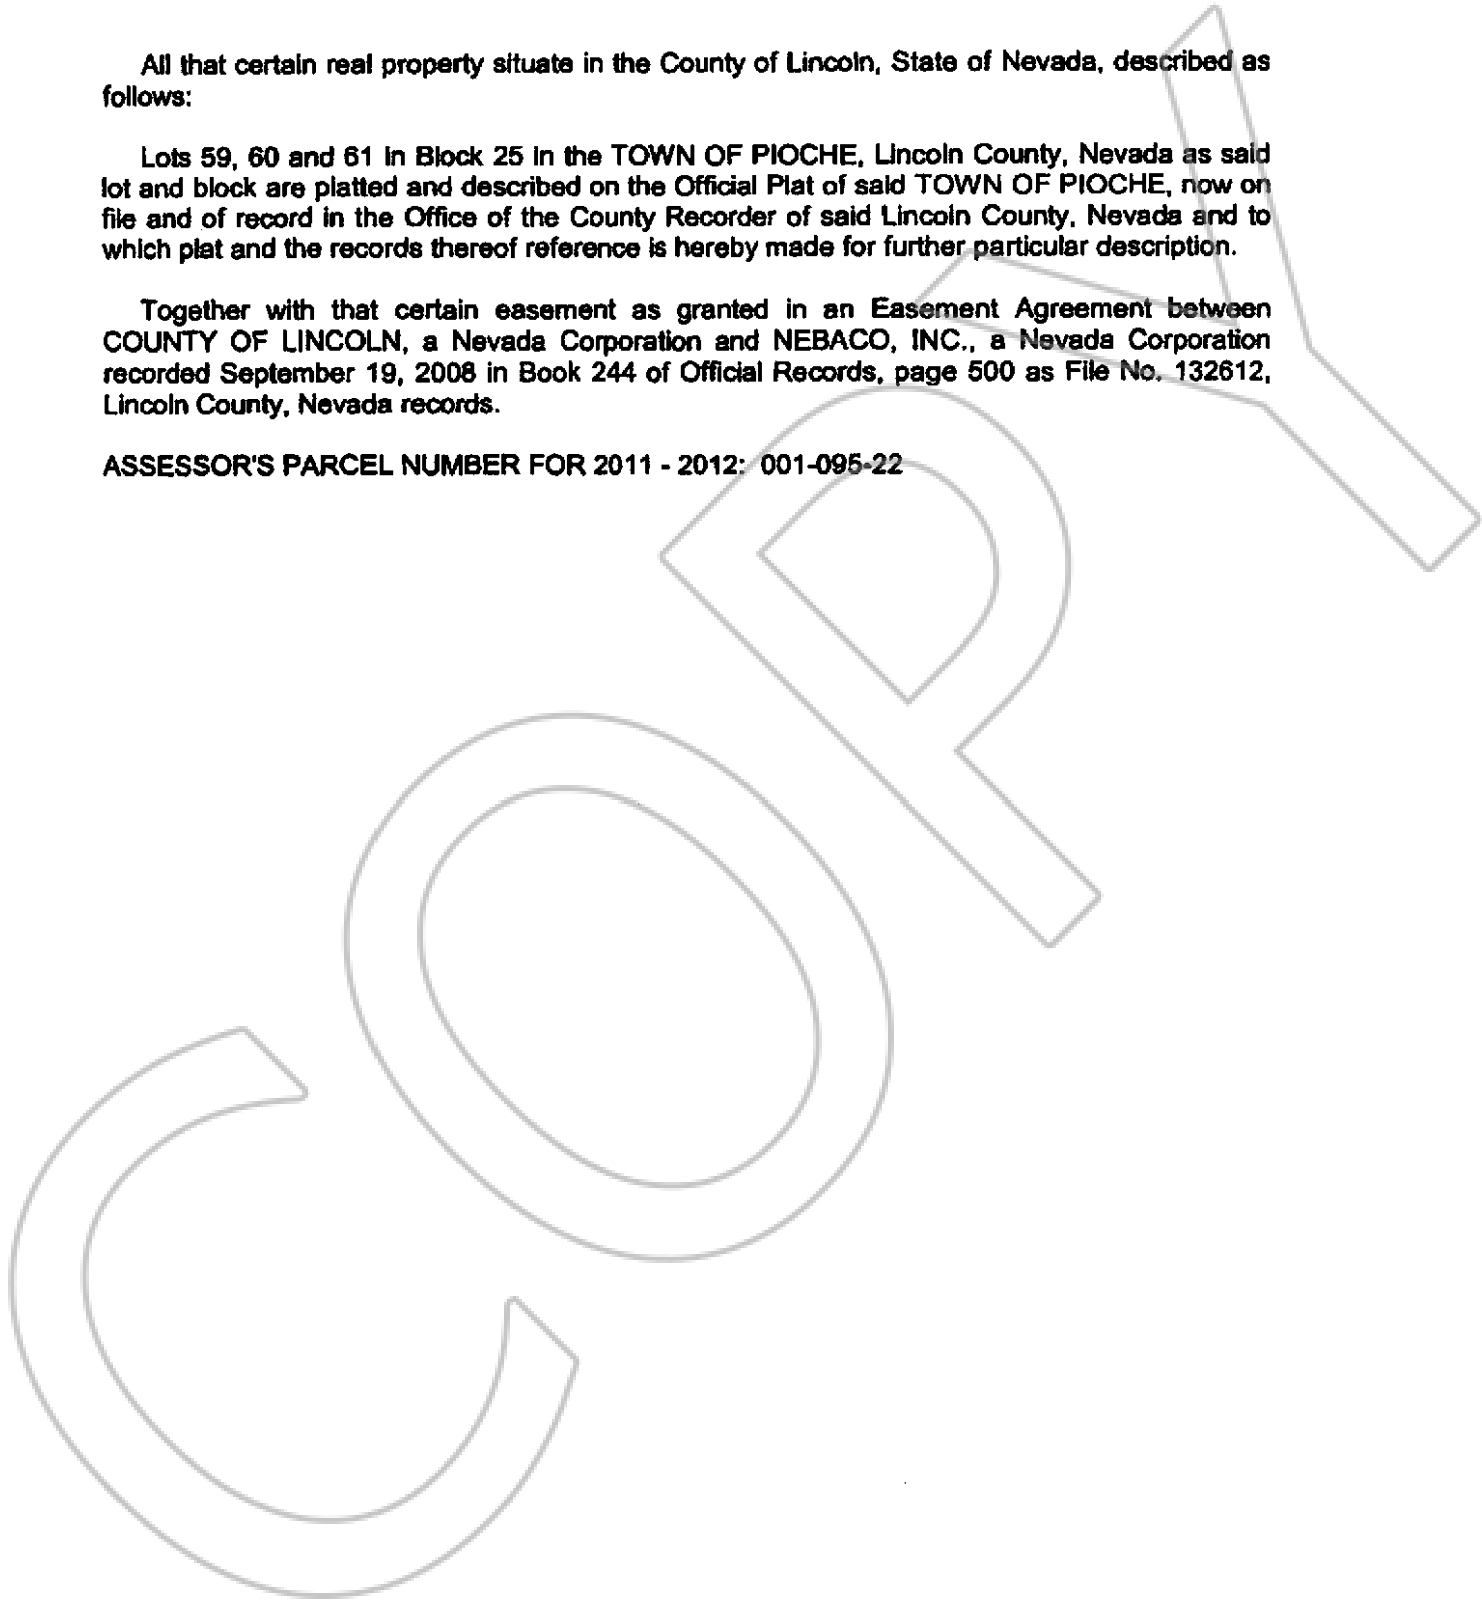 All that certain real property situate in the County of Lincoln, State of Nevada, described as
follows:
Lots 59, 60 and 61 in Block 25 in the TOWN OF PIOCHE, Lincoln County, Nevada as said
lot and block are platted and described on the Official Plat of said TOWN OF PIOCHE, now on
file and of record in the Office of the County Recorder of said Lincoln County, Nevada and to
which plat and the records thereof reference is hereby made for further particular description.
Together with that certain easement as granted in an Easement Agreement between
COUNTY OF LINCOLN, a Nevada Corporation and NEBACO, INC., a Nevada Corporation
recorded September 19, 2008 in Book 244 of Official Records, page 500 as File No. 132612,
Lincoln County, Nevada records.
ASSESSOR'S PARCEL NUMBER FOR 2011 - 2012: 001-095-22
COPY